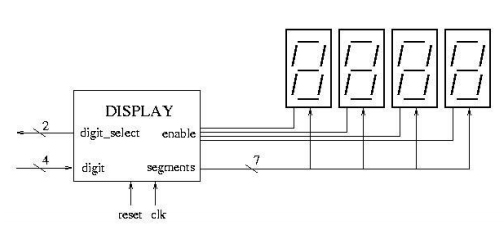 DISPLAY
2
digit_select
enable
4
digit
segments
7
reset clk